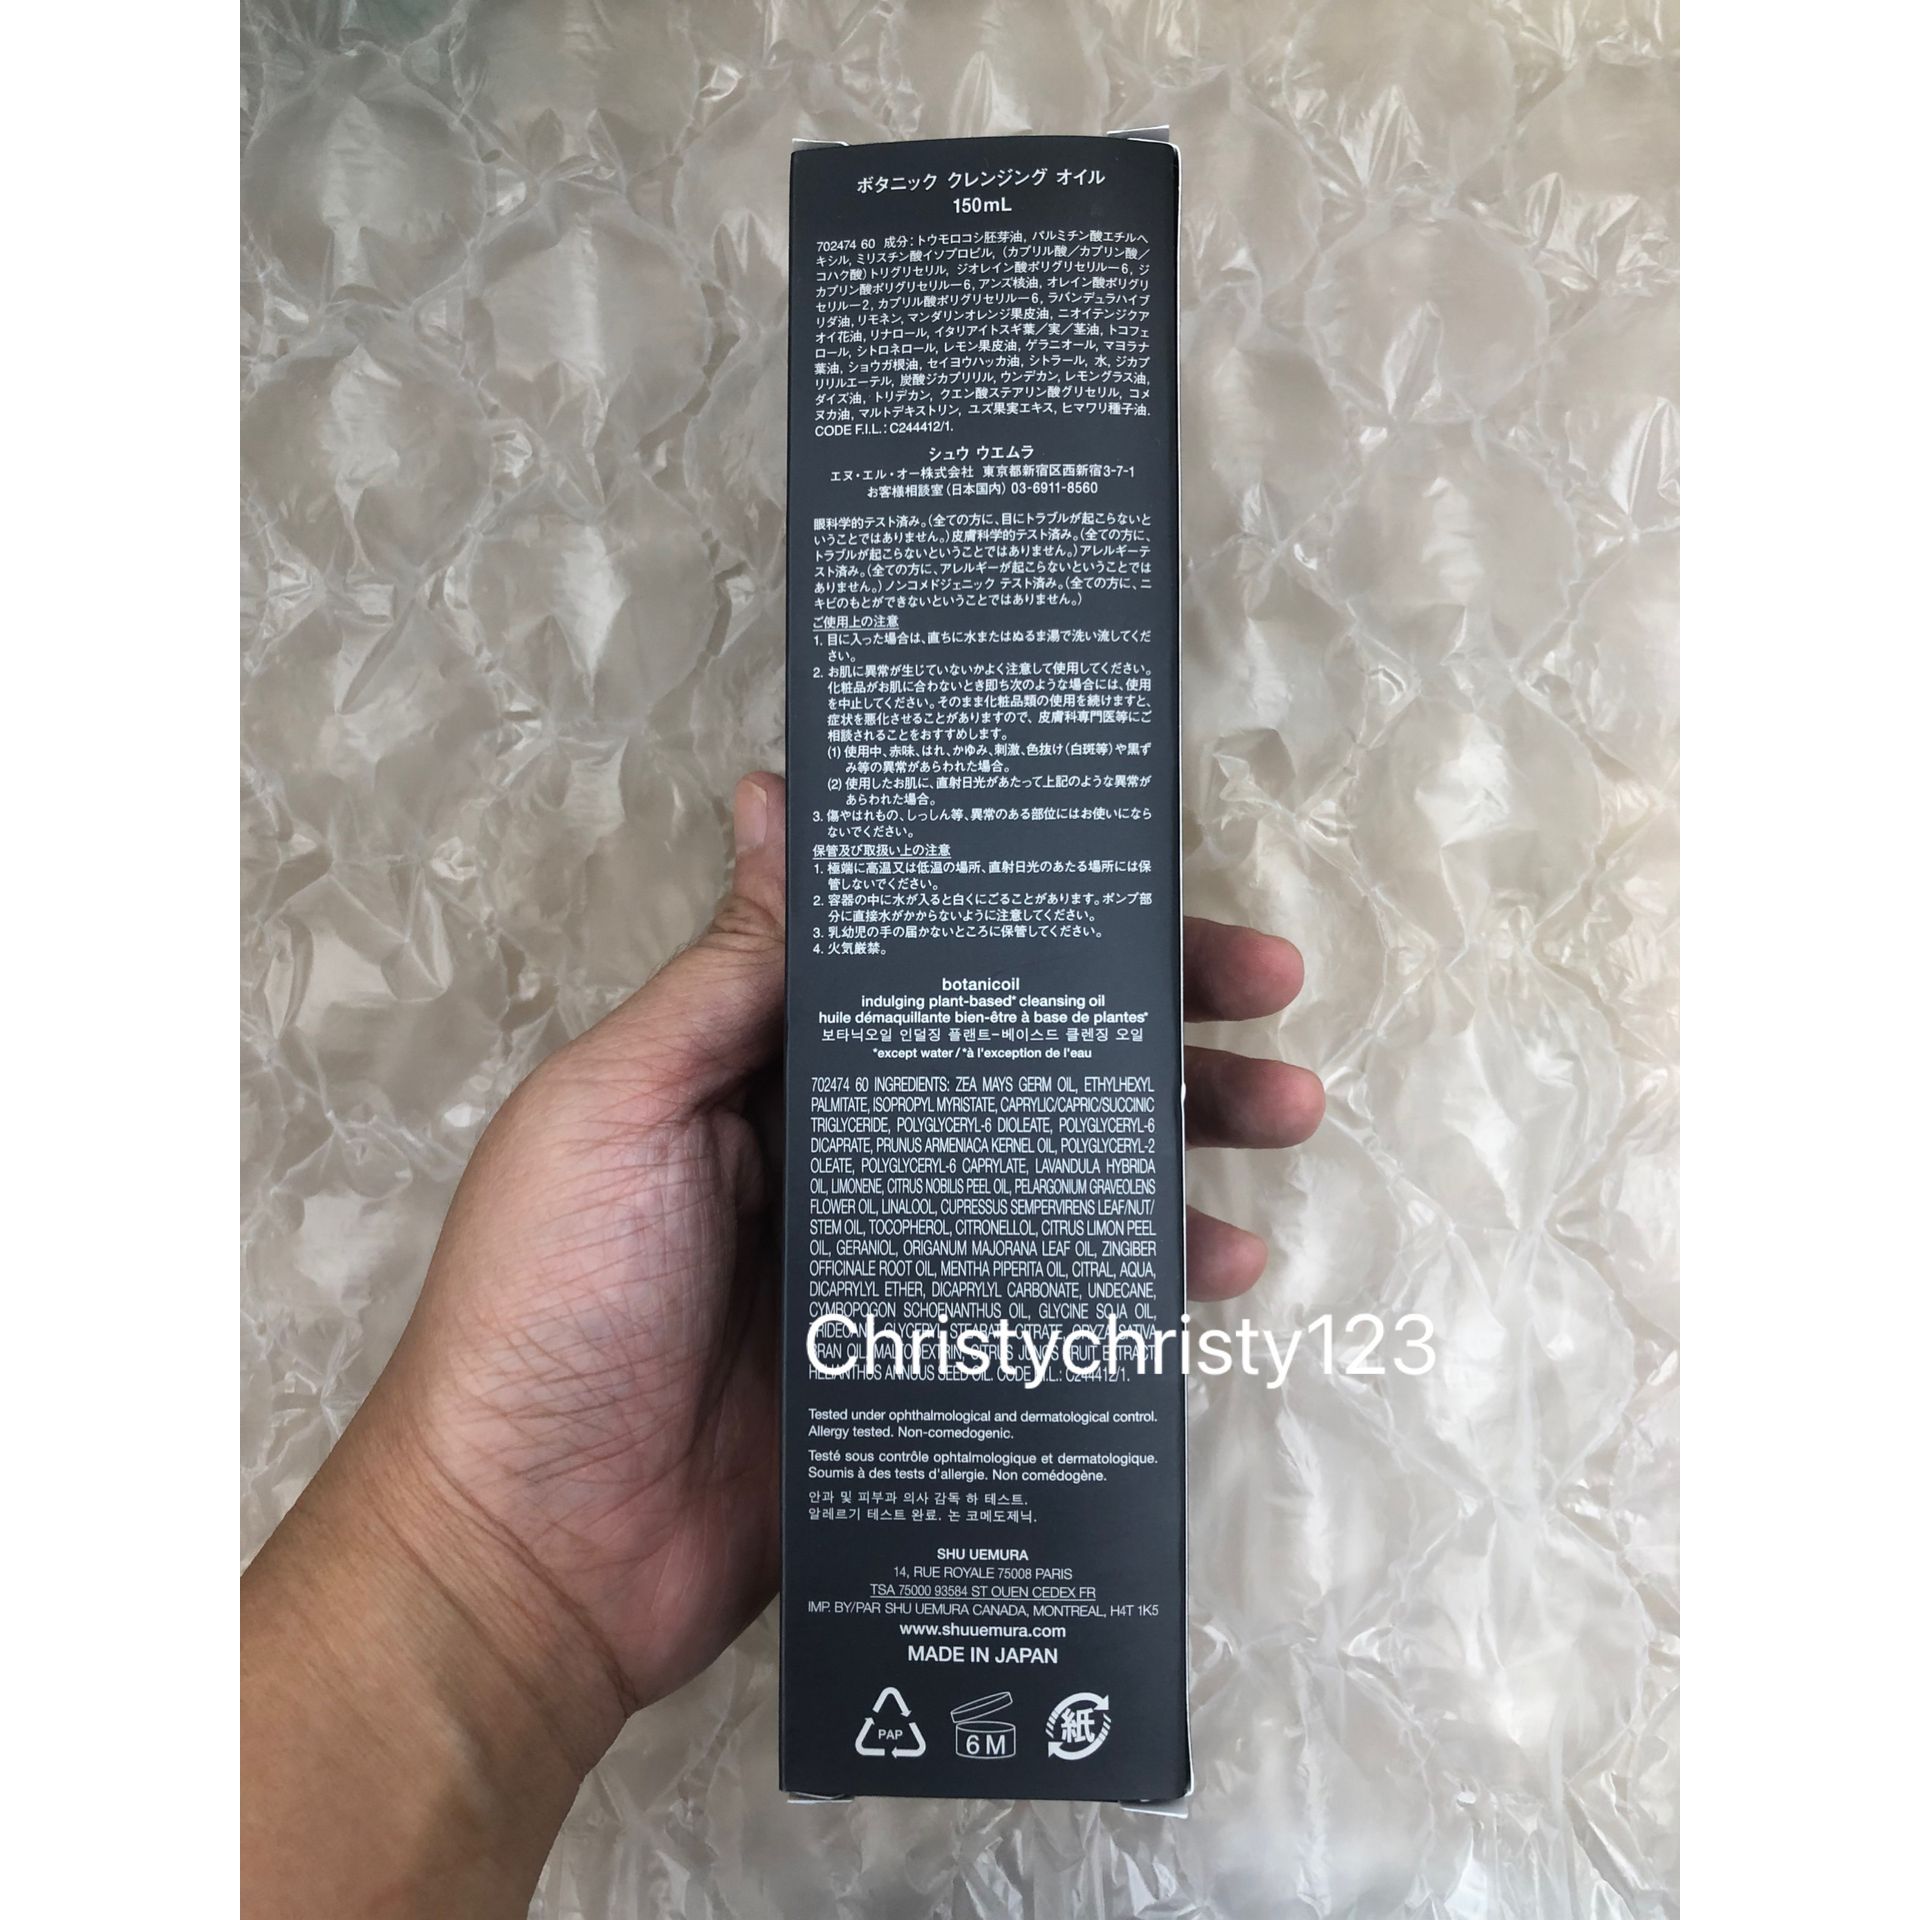 ボタニック クレンジング オイル
150mL
702474 60 成分：トウモロコシ胚芽油, パルミチン酸エチルヘ
キシル, ミリスチン酸イソプロピル,（カプリル酸／カプリン酸／
コハク酸）トリグリセリル, ジオレイン酸ポリグリセリル－6, ジ
カプリン酸ポリグリセリル－6, アンズ核油, オレイン酸ポリグリ
セリル－2, カプリル酸ポリグリセリル－6, ラバンデュラハイブ
リダ油, リモネン, マンダリンオレンジ果皮油, ニオイテンジクア
オイ花油, リナロール, イタリアイトスギ葉／実／茎油, トコフェ
ロール, シトロネロール, レモン果皮油, ゲラニオール, マヨラナ
葉油, ショウガ根油, セイヨウハッカ油, シトラール, 水, ジカプ
リリルエーテル, 炭酸ジカプリリル, ウンデカン, レモングラス油,
ダイズ油, トリデカン, クエン酸ステアリン酸グリセリル, コメ
ヌカ油, マルトデキストリン, ユズ果実エキス, ヒマワリ種子油.
CODE F.I.L. : C244412/1.
シュウ ウエムラ
エヌ・エル・オー株式会社 東京都新宿区西新宿3-7-1
お客様相談室（日本国内）03-6911-8560
眼科学的テスト済み。（全ての方に、目にトラブルが起こらないと
いうことではありません。）皮膚科学的テスト済み。（全ての方に、
トラブルが起こらないということではありません。）アレルギーテ
スト済み。（全ての方に、アレルギーが起こらないということでは
ありません。）ノンコメドジェニック テスト済み。（全ての方に、ニ
キビのもとができないということではありません。）
ご使用上の注意
1. 目に入った場合は、直ちに水またはぬるま湯で洗い流してくだ
さい。
2. お肌に異常が生じていないかよく注意して使用してください。
化粧品がお肌に合わないとき即ち次のような場合には、使用
を中止してください。そのまま化粧品類の使用を続けますと、
症状を悪化させることがありますので、皮膚科専門医等にご
相談されることをおすすめします。
(1) 使用中、赤味、はれ、かゆみ、刺激、色抜け（白斑等）や黒ず
み等の異常があらわれた場合。
(2) 使用したお肌に、直射日光があたって上記のような異常が
あらわれた場合。
3. 傷やはれもの、しっしん等、異常のある部位にはお使いになら
ないでください。
保管及び取扱い上の注意
1. 極端に高温又は低温の場所、直射日光のあたる場所には保
管しないでください。
2. 容器の中に水が入ると白くにごることがあります。ポンプ部
分に直接水がかからないように注意してください。
3. 乳幼児の手の届かないところに保管してください。
4. 火気厳禁。
botanicoil
indulging plant-based* cleansing oil
huile démaquillante bien-être à base de plantes*
보타닉오일 인덜징 플랜트-베이스드 클렌징 오일
*except water / *à l'exception de l'eau
702474 60 INGREDIENTS: ZEA MAYS GERM OIL, ETHYLHEXYL
PALMITATE, ISOPROPYL MYRISTATE, CAPRYLIC/CAPRIC/SUCCINIC
TRIGLYCERIDE, POLYGLYCERYL-6 DIOLEATE, POLYGLYCERYL-6
DICAPRATE, PRUNUS ARMENIACA KERNEL OIL, POLYGLYCERYL-2
OLEATE, POLYGLYCERYL-6 CAPRYLATE, LAVANDULA HYBRIDA
OIL, LIMONENE, CITRUS NOBILIS PEEL OIL, PELARGONIUM GRAVEOLENS
FLOWER OIL, LINALOOL, CUPRESSUS SEMPERVIRENS LEAF/NUT/
STEM OIL, TOCOPHEROL, CITRONELLOL, CITRUS LIMON PEEL
OIL, GERANIOL, ORIGANUM MAJORANA LEAF OIL, ZINGIBER
OFFICINALE ROOT OIL, MENTHA PIPERITA OIL, CITRAL, AQUA,
DICAPRYLYL ETHER, DICAPRYLYL CARBONATE, UNDECANE,
CYMBOPOGON SCHOENANTHUS OIL, GLYCINE SOJA OIL,
TRIDECANE, GLYCERYL STEARATE CITRATE, ORYZA SATIVA
BRAN OIL, MALTODEXTRIN, CITRUS JUNOS FRUIT EXTRACT,
HELIANTHUS ANNUUS SEED OIL. CODE F.I.L.: C244412/1.
Christychristy123
Tested under ophthalmological and dermatological control.
Allergy tested. Non-comedogenic.
Testé sous contrôle ophtalmologique et dermatologique.
Soumis à des tests d'allergie. Non comédogène.
안과 및 피부과 의사 감독 하 테스트.
알레르기 테스트 완료. 논 코메도제닉.
SHU UEMURA
14, RUE ROYALE 75008 PARIS
TSA 75000 93584 ST OUEN CEDEX FR
IMP. BY/PAR SHU UEMURA CANADA, MONTREAL, H4T 1K5
www.shuuemura.com
MADE IN JAPAN
PAP
6 M
紙